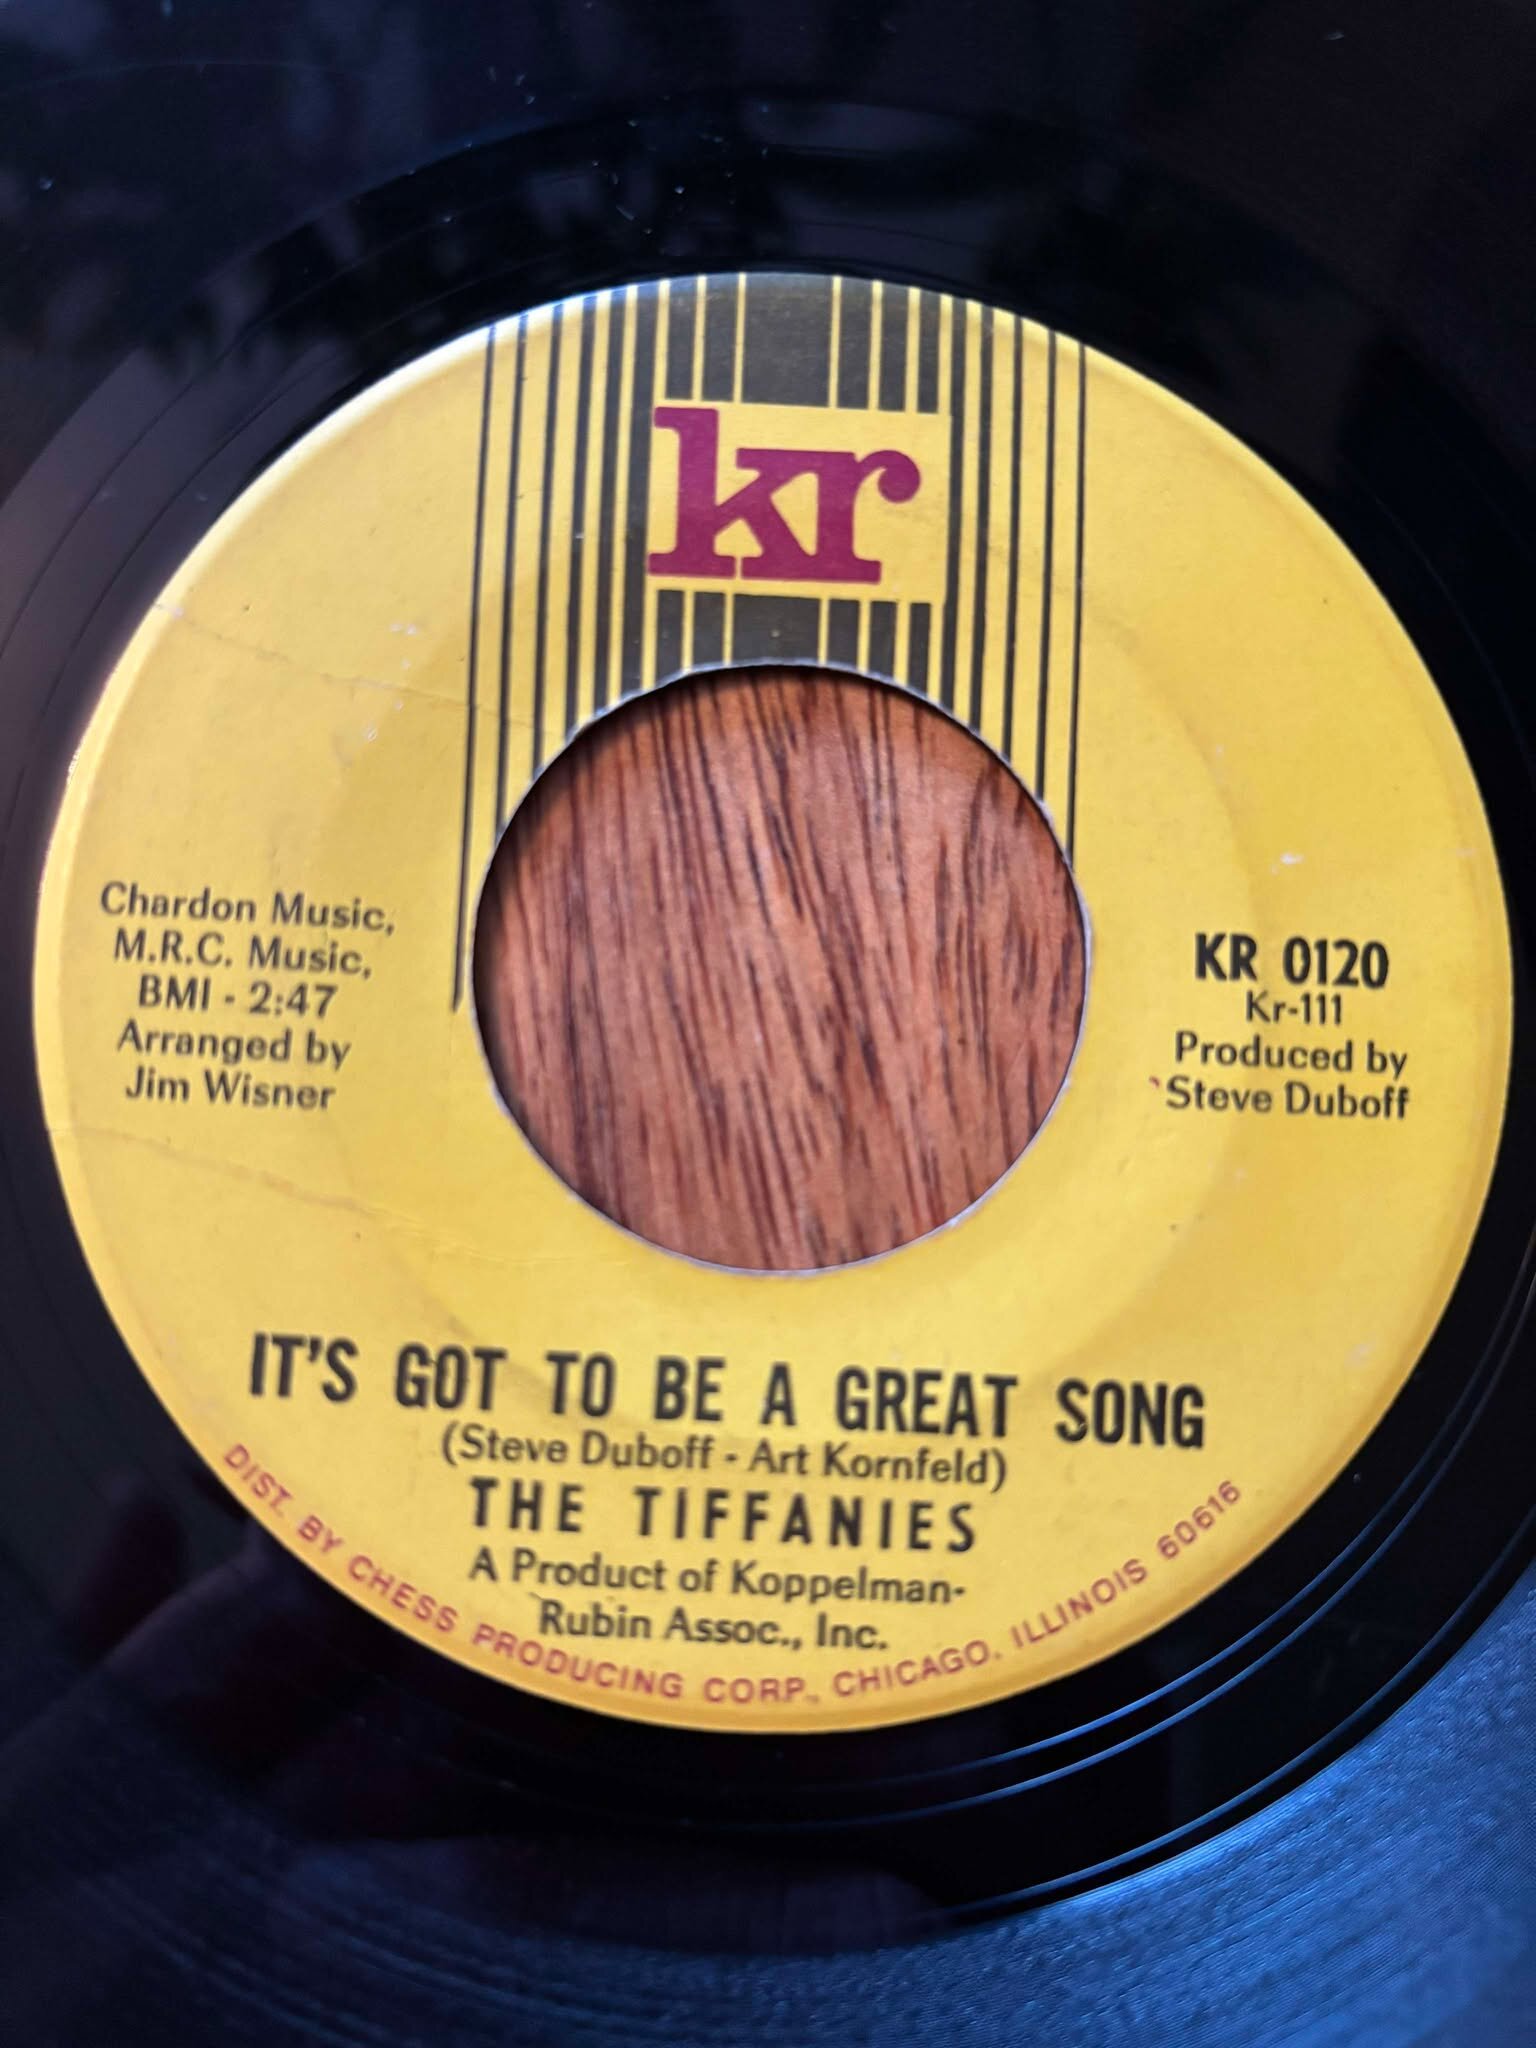 kr
Chardon Music,
M.R.C. Music,
BMI - 2:47
Arranged by
Jim Wisner
KR 0120
Kr-111
Produced by
Steve Duboff
IT'S GOT TO BE A GREAT SONG
(Steve Duboff - Art Kornfeld)
THE TIFFANIES
A Product of Koppelman-
Rubin Assoc., Inc.
DIST. BY CHESS PRODUCING CORP., CHICAGO, ILLINOIS 60616